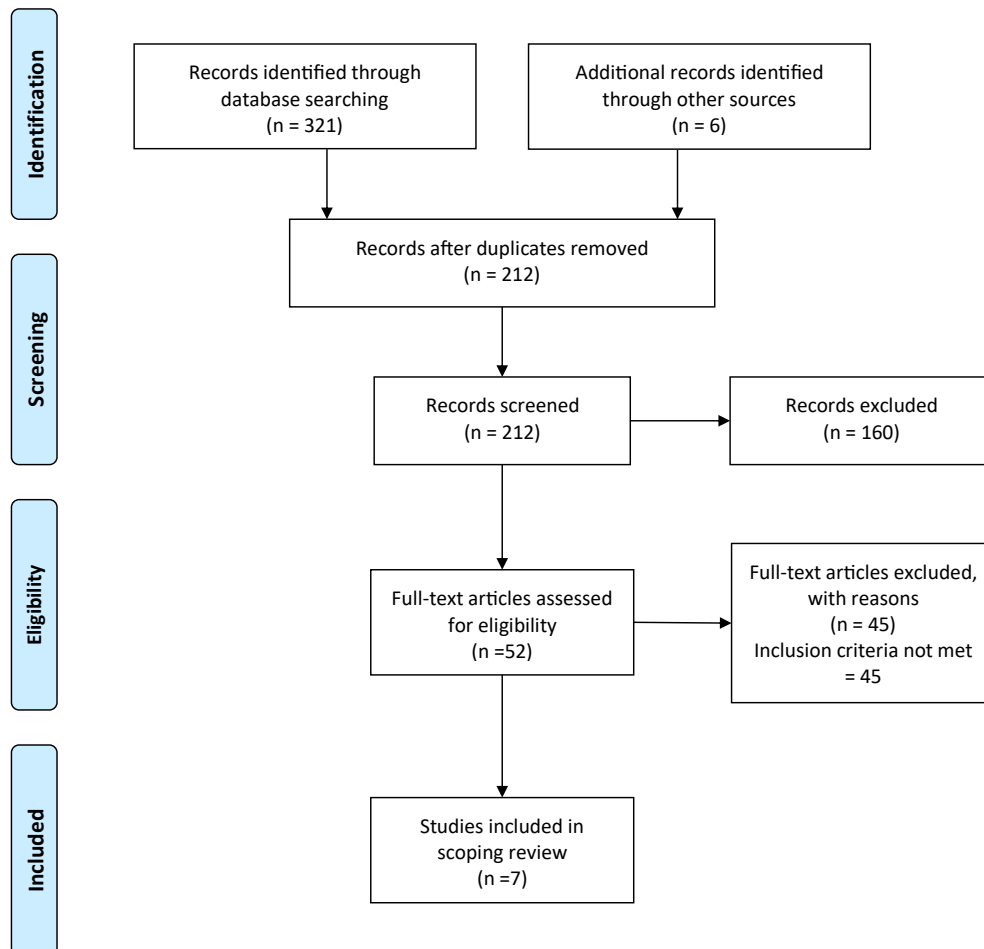 Identification
Records identified through
database searching
(n = 321)
Additional records identified
through other sources
(n = 6)
Screening
Records after duplicates removed
(n = 212)
Records screened
(n = 212)
Records excluded
(n = 160)
Eligibility
Full-text articles assessed
for eligibility
(n =52)
Full-text articles excluded,
with reasons
(n = 45)
Inclusion criteria not met
= 45
Included
Studies included in
scoping review
(n =7)